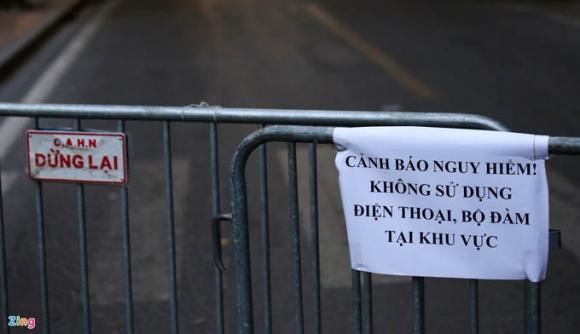 C.A.H.N
DỪNG LẠI
CẢNH BÁO NGUY HIỂM!
KHÔNG SỬ DỤNG
ĐIỆN THOẠI, BỘ ĐÀM
TẠI KHU VỰC
Zing